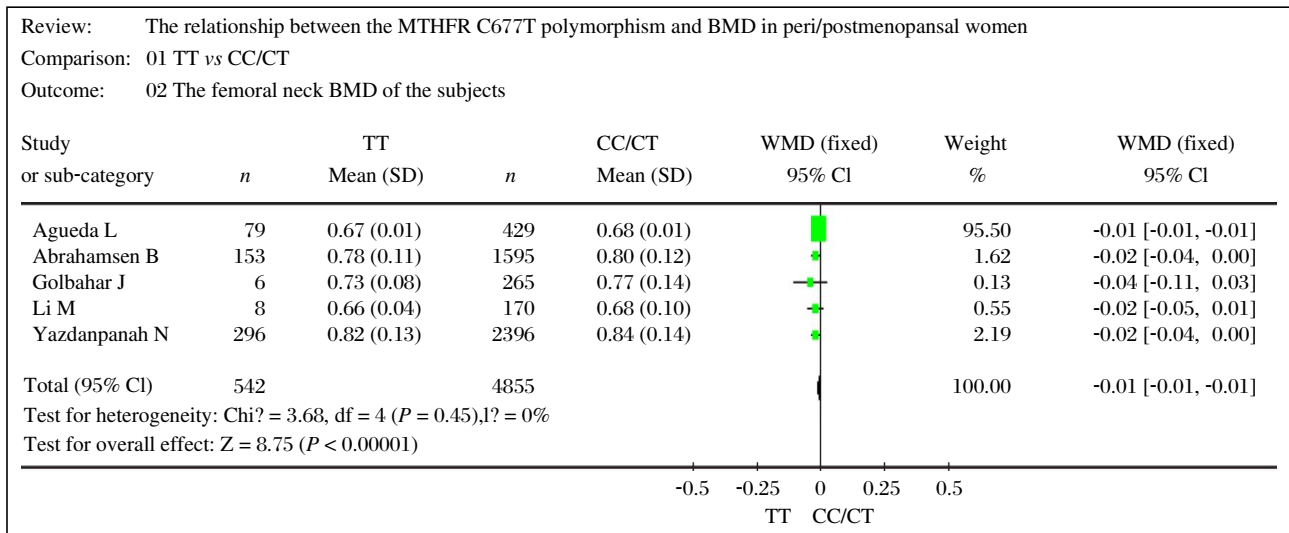 Review: The relationship between the MTHFR C677T polymorphism and BMD in peri/postmenopansal women
Comparison: 01 TT vs CC/CT
Outcome: 02 The femoral neck BMD of the subjects
Study TT CC/CT WMD (fixed) Weight WMD (fixed)
or sub-category n Mean (SD) n Mean (SD) 95% Cl % 95% Cl
Agueda L 79 0.67 (0.01) 429 0.68 (0.01) 95.50 -0.01 [-0.01, -0.01]
Abrahamsen B 153 0.78 (0.11) 1595 0.80 (0.12) 1.62 -0.02 [-0.04, 0.00]
Golbahar J 6 0.73 (0.08) 265 0.77 (0.14) 0.13 -0.04 [-0.11, 0.03]
Li M 8 0.66 (0.04) 170 0.68 (0.10) 0.55 -0.02 [-0.05, 0.01]
Yazdanpanah N 296 0.82 (0.13) 2396 0.84 (0.14) 2.19 -0.02 [-0.04, 0.00]
Total (95% Cl) 542 4855 100.00 -0.01 [-0.01, -0.01]
Test for heterogeneity: Chi? = 3.68, df = 4 (P = 0.45),l? = 0%
Test for overall effect: Z = 8.75 (P < 0.00001)
-0.5 -0.25 0 0.25 0.5
TT CC/CT